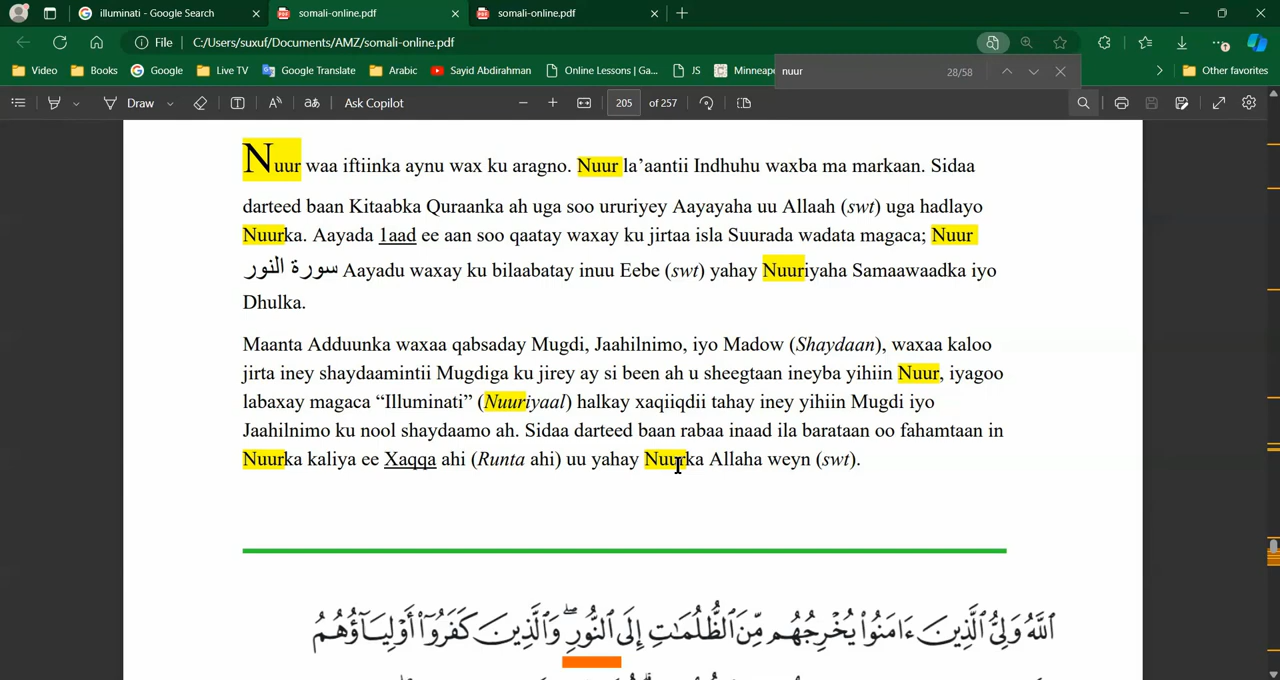 illuminati - Google Search
somali-online.pdf
somali-online.pdf
File C:/Users/suxuf/Documents/AMZ/somali-online.pdf
Video Books Google Live TV Google Translate Arabic Sayid Abdirahman Online Lessons | Ga... JS Minneap Other favorites
nuur 28/58
Draw Ask Copilot 205 of 257
Nuur waa iftiinka aynu wax ku aragno. Nuur la’aantii Indhuhu waxba ma markaan. Sidaa
darteed baan Kitaabka Quraanka ah uga soo ururiyey Aayayaha uu Allaah (swt) uga hadlayo
Nuurka. Aayada 1aad ee aan soo qaatay waxay ku jirtaa isla Suurada wadata magaca; Nuur
سورة النور Aayadu waxay ku bilaabatay inuu Eebe (swt) yahay Nuuriyaha Samaawaadka iyo
Dhulka.
Maanta Adduunka waxaa qabsaday Mugdi, Jaahilnimo, iyo Madow (Shaydaan), waxaa kaloo
jirta iney shaydaamintii Mugdiga ku jirey ay si been ah u sheegtaan ineyba yihiin Nuur, iyagoo
labaxay magaca “Illuminati” (Nuuriyaal) halkay xaqiiqdii tahay iney yihiin Mugdi iyo
Jaahilnimo ku nool shaydaamo ah. Sidaa darteed baan rabaa inaad ila barataan oo fahamtaan in
Nuurka kaliya ee Xaqqa ahi (Runta ahi) uu yahay Nuurka Allaha weyn (swt).
ٱللَّهُ وَلِىُّ ٱلَّذِينَ ءَامَنُوا۟ يُخْرِجُهُم مِّنَ ٱلظُّلُمَٰتِ إِلَى ٱلنُّورِ ۖ وَٱلَّذِينَ كَفَرُوٓا۟ أَوْلِيَآؤُهُمُ